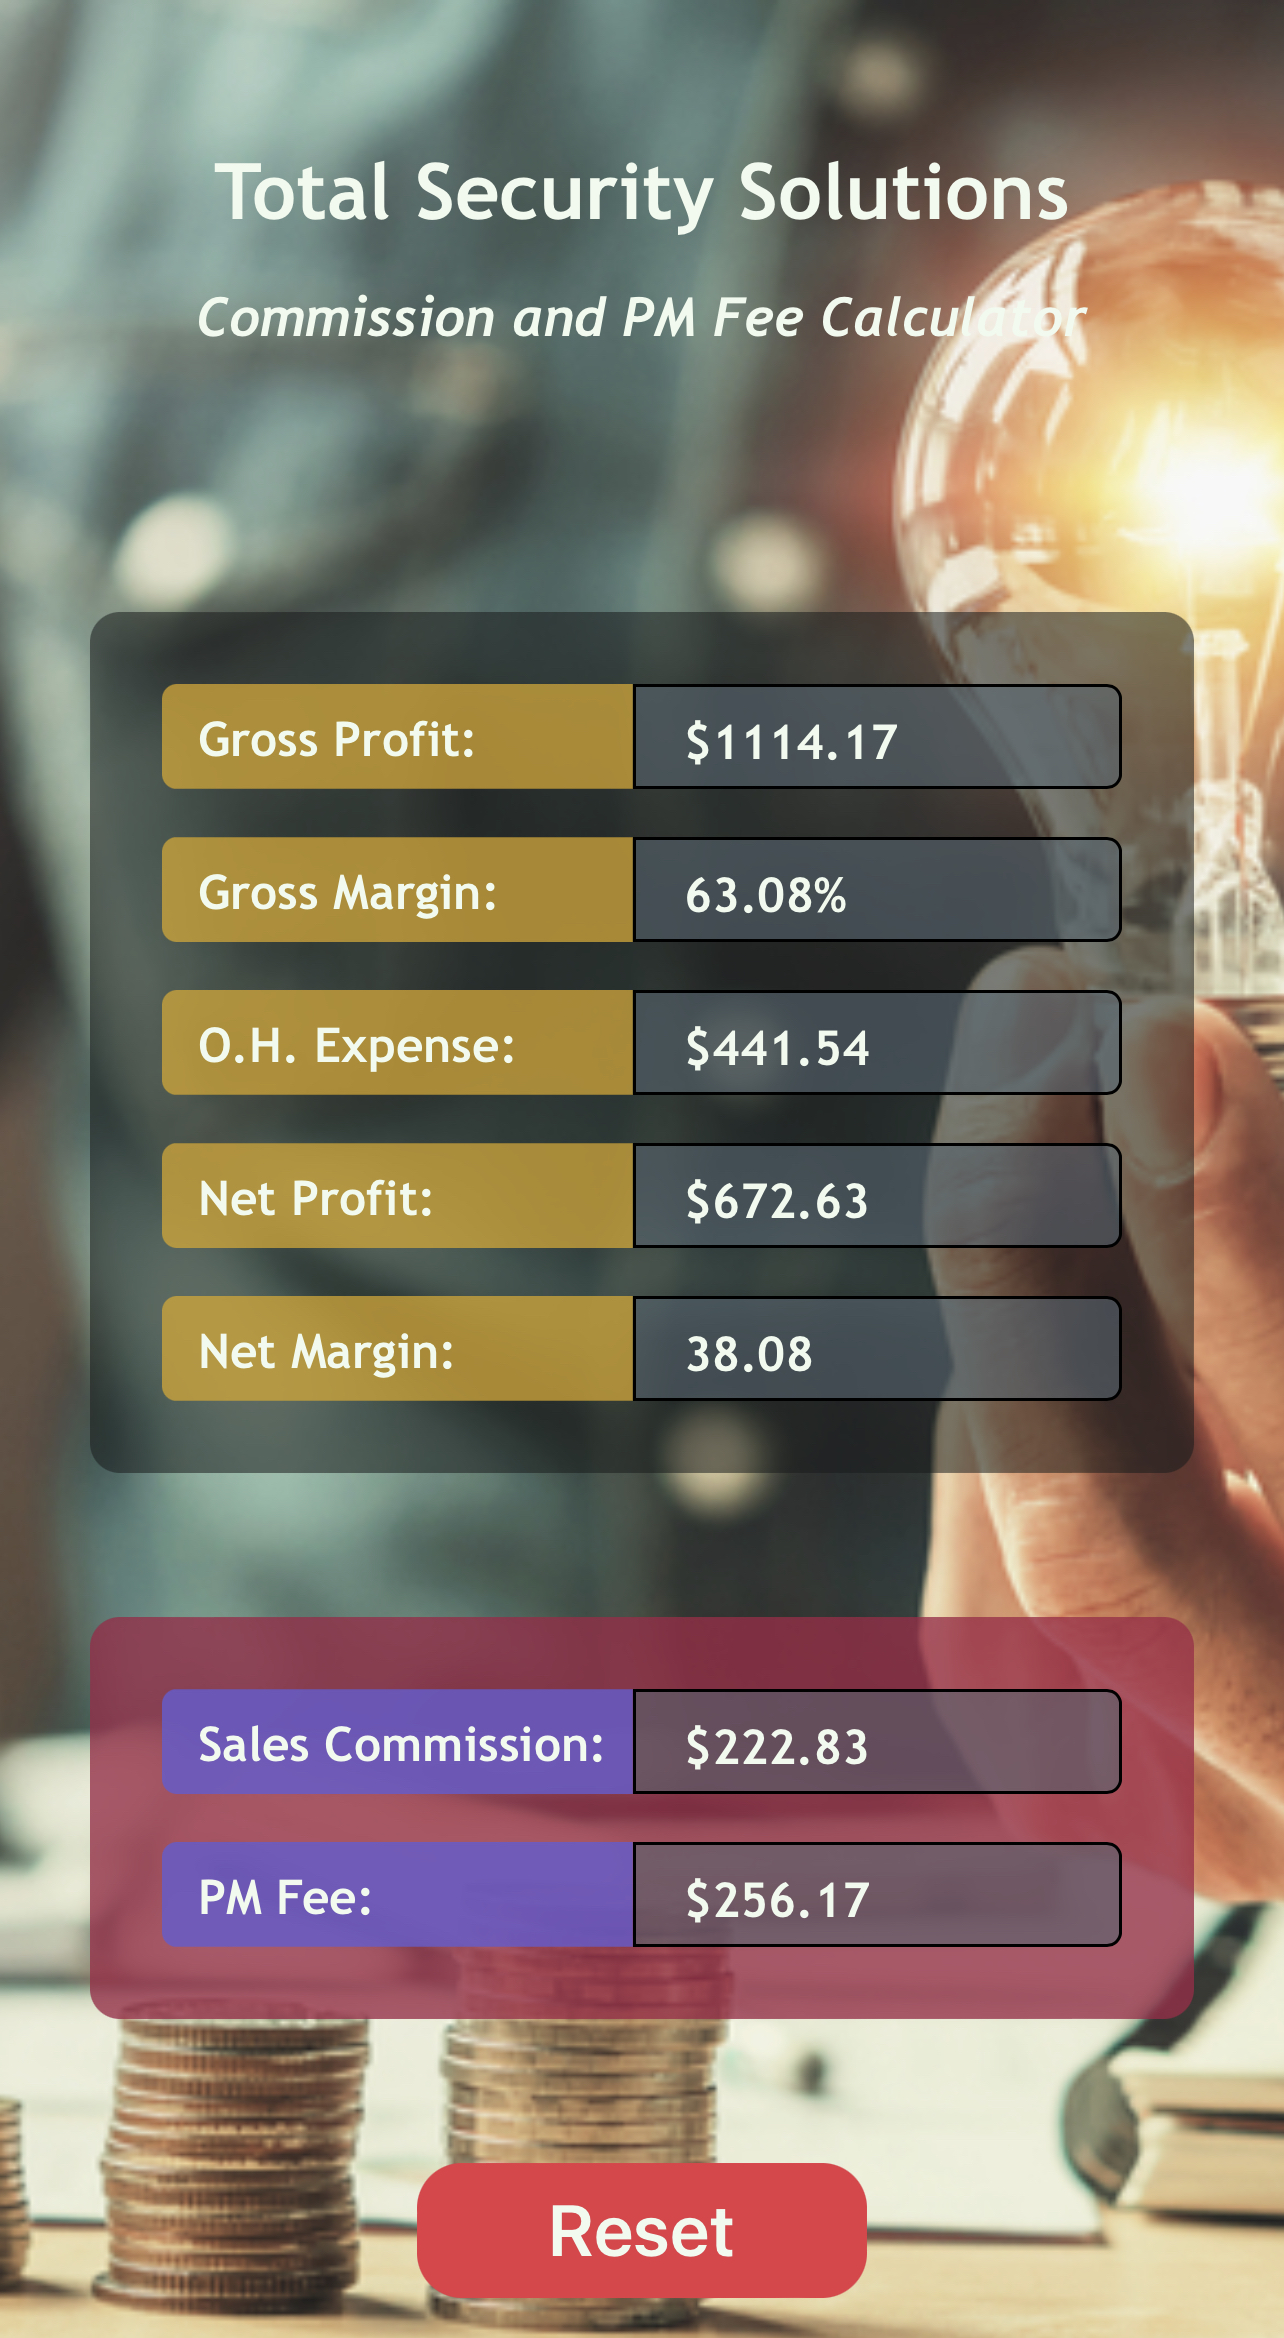 Total Security Solutions
Commission and PM Fee Calculator
Gross Profit: $1114.17
Gross Margin: 63.08%
O.H. Expense: $441.54
Net Profit: $672.63
Net Margin: 38.08
Sales Commission: $222.83
PM Fee: $256.17
Reset